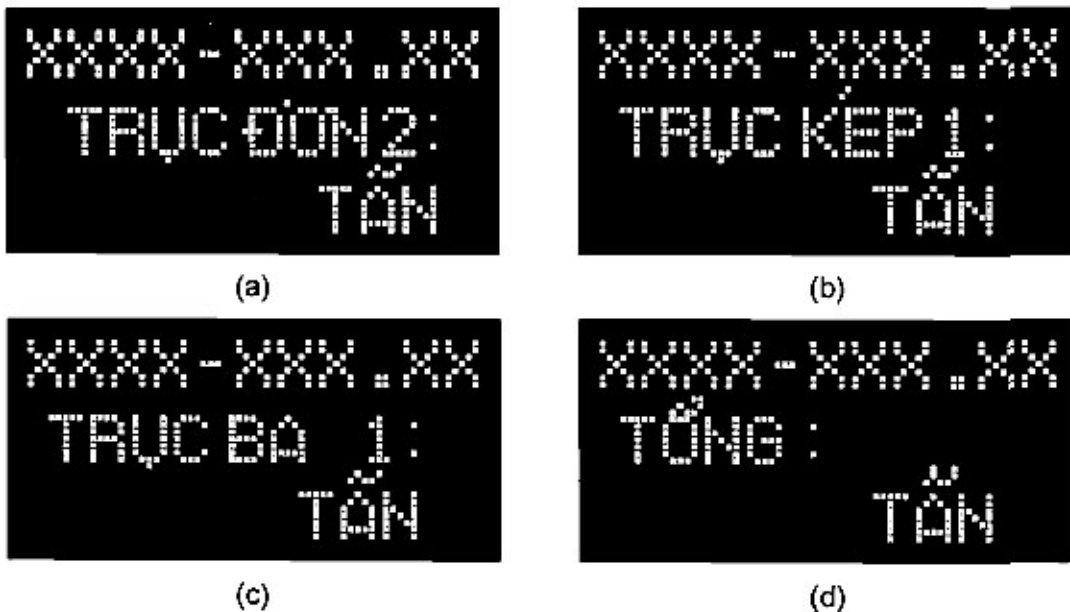 XXXX-XXX.XX
TRỤC ĐƠN 2:
TẤN
(a)
XXXX-XXX.XX
TRỤC KÉP 1:
TẤN
(b)
XXXX-XXX.XX
TRỤC BA 1:
TẤN
(c)
XXXX-XXX.XX
TỔNG :
TẤN
(d)